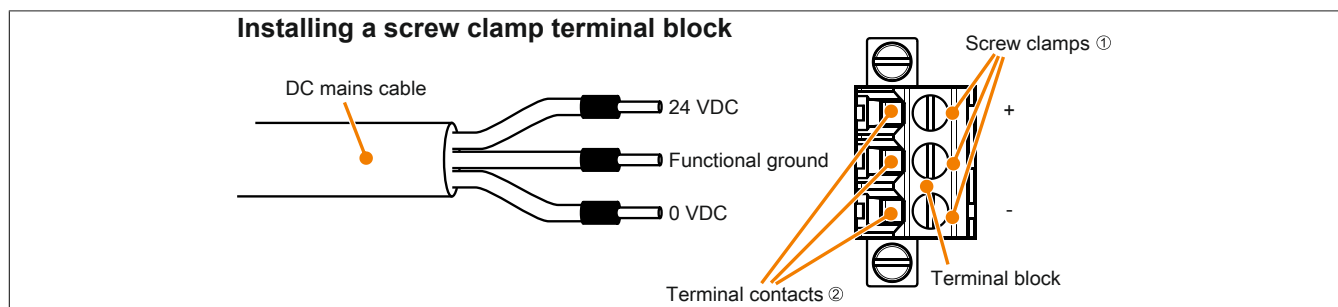 Installing a screw clamp terminal block
DC mains cable
24 VDC
Functional ground
0 VDC
Screw clamps ①
+
-
Terminal block
Terminal contacts ②